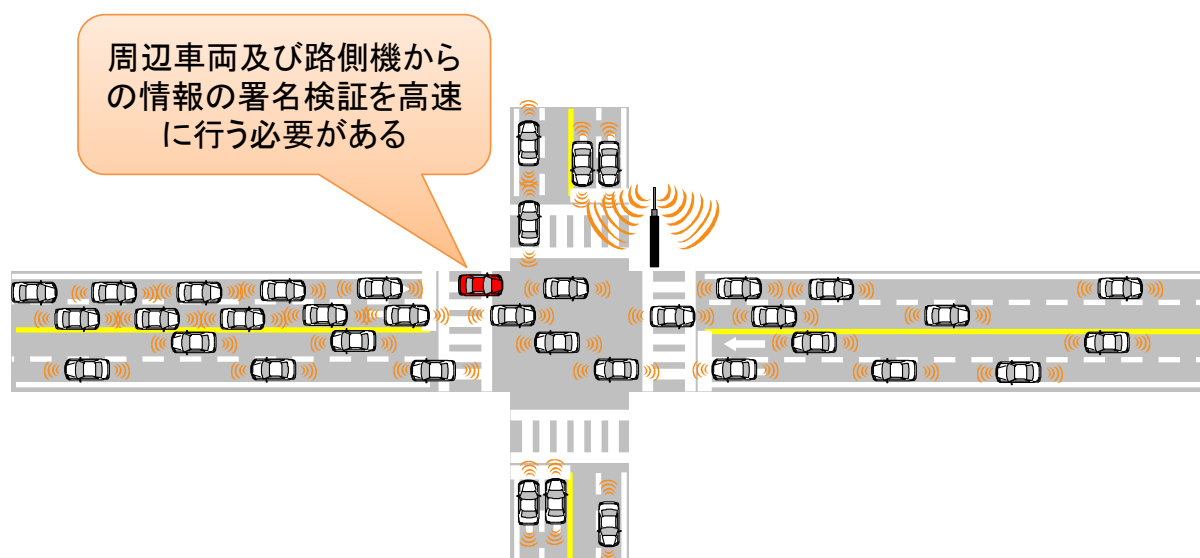 周辺車両及び路側機から
の情報の署名検証を高速
に行う必要がある